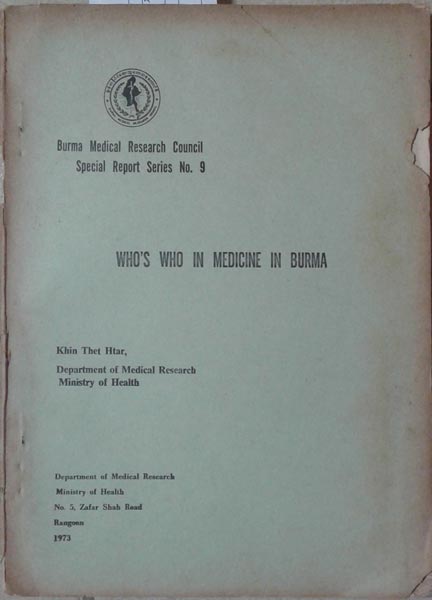 Burma Medical Research Council
Special Report Series No. 9
WHO'S WHO IN MEDICINE IN BURMA
Khin Thet Htar,
Department of Medical Research
Ministry of Health
Department of Medical Research
Ministry of Health
No. 5, Zafar Shah Road
Rangoon
1973